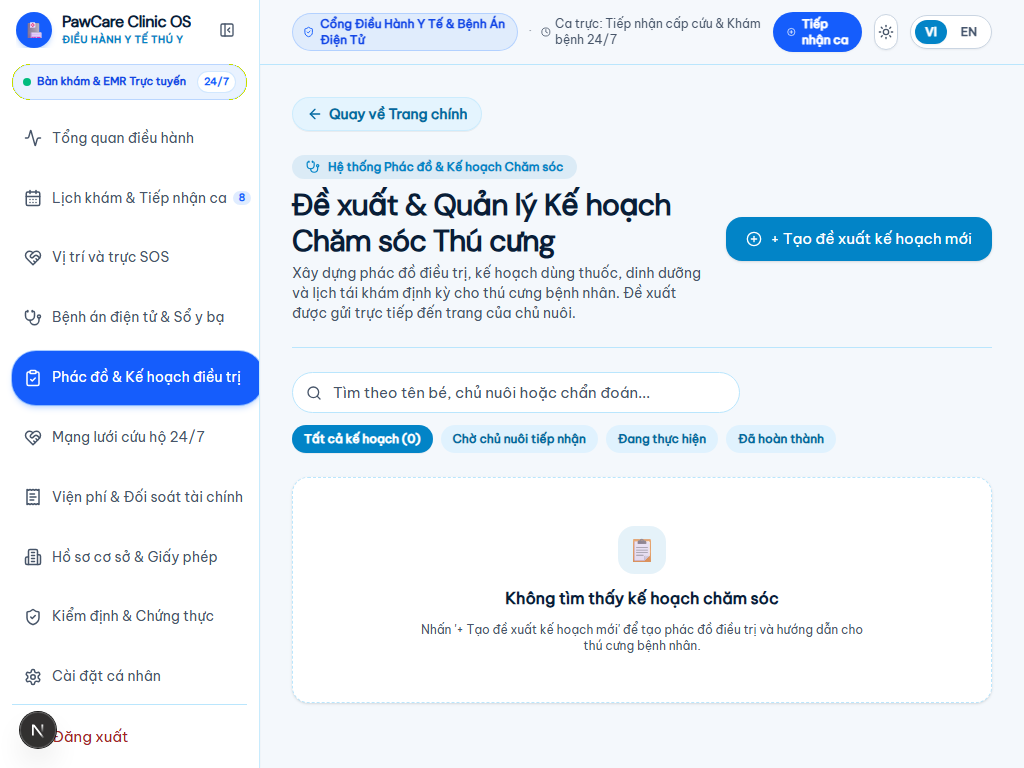 PawCare Clinic OS
ĐIỀU HÀNH Y TẾ THÚ Y
Bàn khám & EMR Trực tuyến 24/7
Tổng quan điều hành
Lịch khám & Tiếp nhận ca 8
Vị trí và trực SOS
Bệnh án điện tử & Sổ y bạ
Phác đồ & Kế hoạch điều trị
Mạng lưới cứu hộ 24/7
Viện phí & Đối soát tài chính
Hồ sơ cơ sở & Giấy phép
Kiểm định & Chứng thực
Cài đặt cá nhân
N
Đăng xuất
Cổng Điều Hành Y Tế & Bệnh Án
Điện Tử
·
Ca trực: Tiếp nhận cấp cứu & Khám
bệnh 24/7
Tiếp
nhận ca
VI EN
Quay về Trang chính
Hệ thống Phác đồ & Kế hoạch Chăm sóc
Đề xuất & Quản lý Kế hoạch
Chăm sóc Thú cưng
Xây dựng phác đồ điều trị, kế hoạch dùng thuốc, dinh dưỡng
và lịch tái khám định kỳ cho thú cưng bệnh nhân. Đề xuất
được gửi trực tiếp đến trang của chủ nuôi.
+ Tạo đề xuất kế hoạch mới
Tìm theo tên bé, chủ nuôi hoặc chẩn đoán...
Tất cả kế hoạch (0) Chờ chủ nuôi tiếp nhận Đang thực hiện Đã hoàn thành
Không tìm thấy kế hoạch chăm sóc
Nhấn '+ Tạo đề xuất kế hoạch mới' để tạo phác đồ điều trị và hướng dẫn cho
thú cưng bệnh nhân.